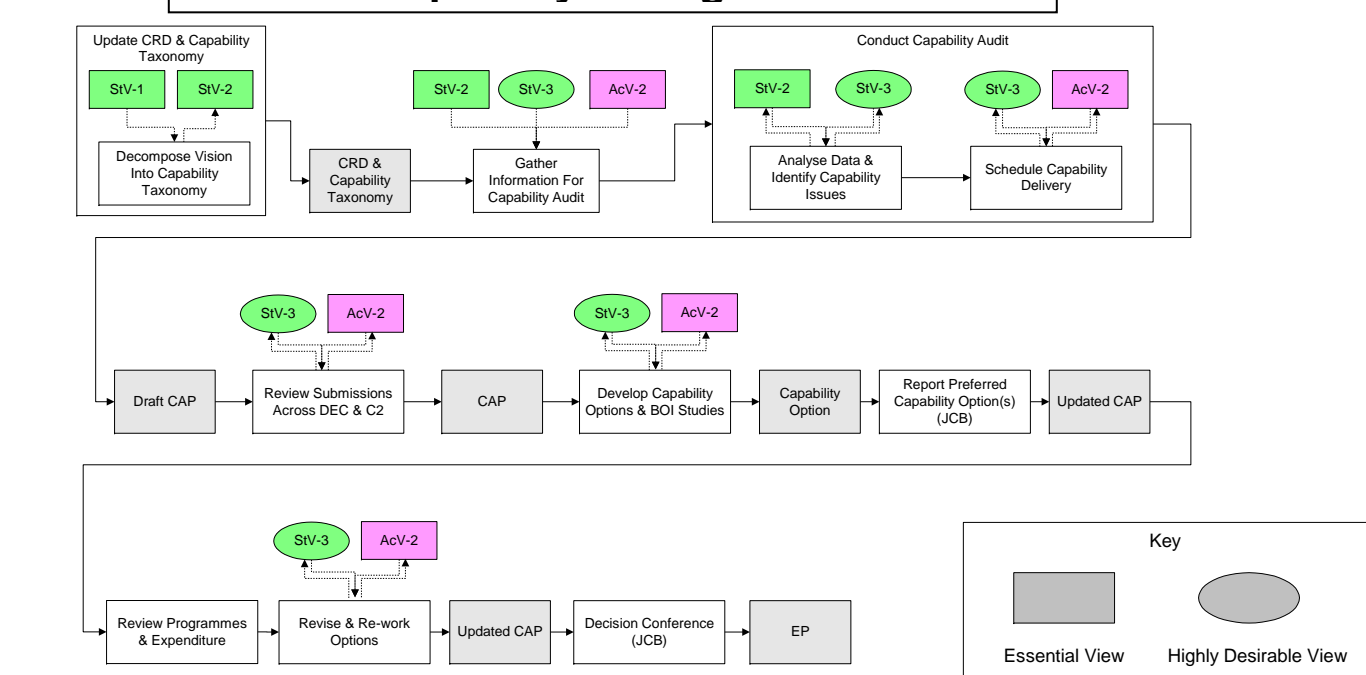 Update CRD & Capability
Taxonomy
StV-1
StV-2
Decompose Vision
Into Capability
Taxonomy
CRD &
Capability
Taxonomy
StV-2
StV-3
AcV-2
Gather
Information For
Capability Audit
Conduct Capability Audit
StV-2
StV-3
StV-3
AcV-2
Analyse Data &
Identify Capability
Issues
Schedule Capability
Delivery
StV-3
AcV-2
StV-3
AcV-2
Draft CAP
Review Submissions
Across DEC & C2
CAP
Develop Capability
Options & BOI Studies
Capability
Option
Report Preferred
Capability Option(s)
(JCB)
Updated CAP
StV-3
AcV-2
Review Programmes
& Expenditure
Revise & Re-work
Options
Updated CAP
Decision Conference
(JCB)
EP
Key
Essential View
Highly Desirable View